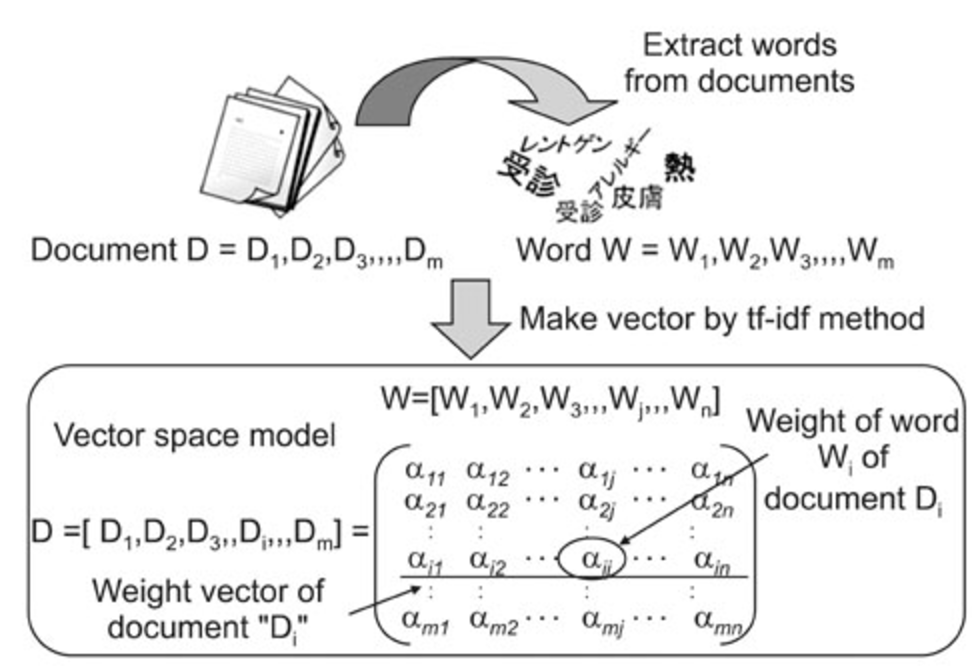 Extract words
from documents
レントゲン
受診
アレルギー
熱
受診
皮膚
Document D = D₁,D₂,D₃,,,,Dₘ
Word W = W₁,W₂,W₃,,,,Wₘ
Make vector by tf-idf method
W=[W₁,W₂,W₃,,,Wⱼ,,,Wₙ]
Vector space model
Weight of word
Wᵢ of
document Dᵢ
α₁₁ α₁₂ ··· α₁ⱼ ··· α₁ₙ
α₂₁ α₂₂ ··· α₂ⱼ ··· α₂ₙ
: : : :
D =[ D₁,D₂,D₃,,Dᵢ,,,Dₘ] =
αᵢ₁ αᵢ₂ ··· αᵢⱼ ··· αᵢₙ
: : : :
αₘ₁ αₘ₂ ··· αₘⱼ ··· αₘₙ
Weight vector of
document "Dᵢ"